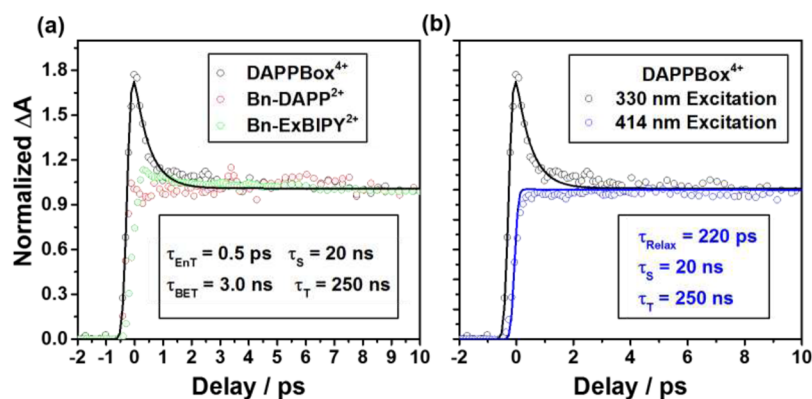 (a)
(b)
Normalized ΔA
1.8
1.5
1.2
0.9
0.6
0.3
0.0
DAPPBox⁴⁺
Bn-DAPP²⁺
Bn-ExBIPY²⁺
τEnT = 0.5 ps τS = 20 ns
τBET = 3.0 ns τT = 250 ns
-2 -1 0 1 2 3 4 5 6 7 8 9 10
Delay / ps
DAPPBox⁴⁺
330 nm Excitation
414 nm Excitation
τRelax = 220 ps
τS = 20 ns
τT = 250 ns
-2 0 2 4 6 8 10
Delay / ps